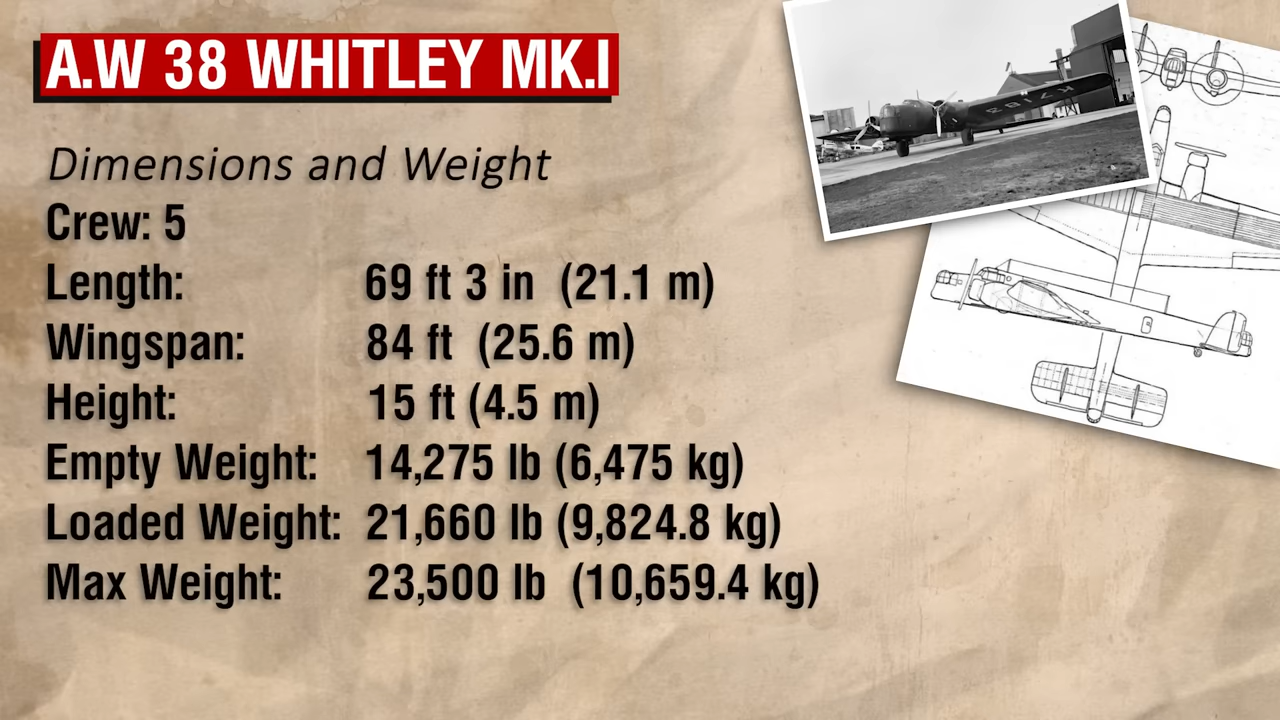 A.W 38 WHITLEY MK.I
Dimensions and Weight
Crew: 5
Length: 69 ft 3 in (21.1 m)
Wingspan: 84 ft (25.6 m)
Height: 15 ft (4.5 m)
Empty Weight: 14,275 lb (6,475 kg)
Loaded Weight: 21,660 lb (9,824.8 kg)
Max Weight: 23,500 lb (10,659.4 kg)
K7183